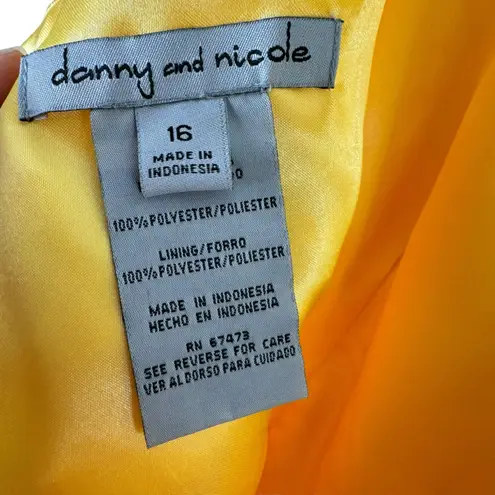 danny and nicole
16
MADE IN
INDONESIA
100%POLYESTER/POLIESTER
LINING/FORRO
100%POLYESTER/POLIESTER
MADE IN INDONESIA
HECHO EN INDONESIA
RN 67473
SEE REVERSE FOR CARE
VER AL DORSO PARA CUIDADO